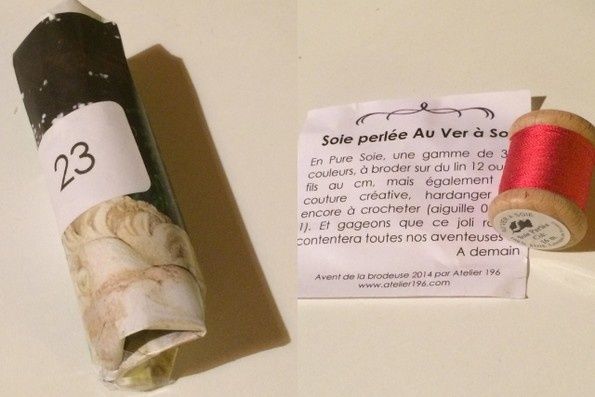 23
Soie perlée Au Ver à So
En Pure Soie, une gamme de 3
couleurs, à broder sur du lin 12 ou
fils au cm, mais également
couture créative, hardanger
encore à crocheter (aiguille 0
1). Et gageons que ce joli ro
contentera toutes nos aventeuses
A demain
Avent de la brodeuse 2014 par Atelier 196
www.atelier196.com